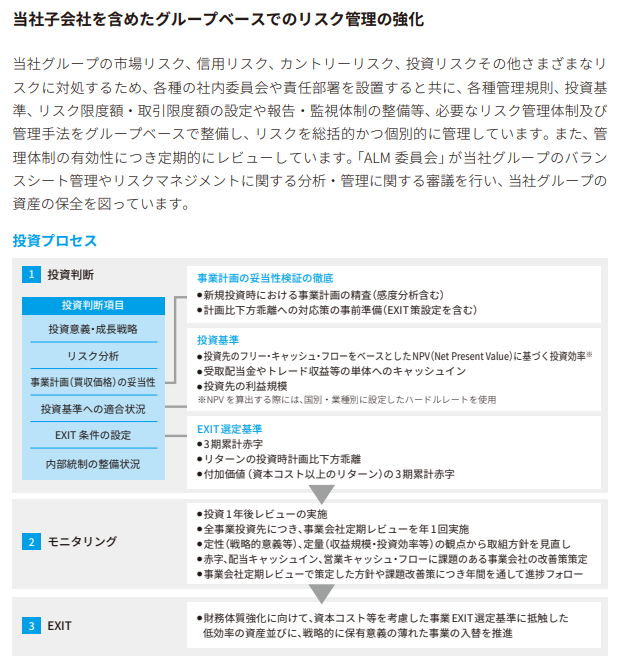 当社子会社を含めたグループベースでのリスク管理の強化
当社グループの市場リスク、信用リスク、カントリーリスク、投資リスクその他さまざまなリ
スクに対処するため、各種の社内委員会や責任部署を設置すると共に、各種管理規則、投資基
準、リスク限度額・取引限度額の設定や報告・監視体制の整備等、必要なリスク管理体制及び
管理手法をグループベースで整備し、リスクを総括的かつ個別的に管理しています。また、管
理体制の有効性につき定期的にレビューしています。「ALM 委員会」が当社グループのバラン
スシート管理やリスクマネジメントに関する分析・管理に関する審議を行い、当社グループの
資産の保全を図っています。
投資プロセス
1 投資判断
投資判断項目
投資意義・成長戦略
リスク分析
事業計画（買収価格）の妥当性
投資基準への適合状況
EXIT 条件の設定
内部統制の整備状況
事業計画の妥当性検証の徹底
●新規投資時における事業計画の精査（感度分析含む）
●計画比下方乖離への対応策の事前準備（EXIT 策設定を含む）
投資基準
●投資先のフリー・キャッシュ・フローをベースとしたNPV（Net Present Value）に基づく投資効率※
●受取配当金やトレード収益等の単体へのキャッシュイン
●投資先の利益規模
※NPV を算出する際には、国別・業種別に設定したハードルレートを使用
EXIT 選定基準
●3期累計赤字
●リターンの投資時計画比下方乖離
●付加価値（資本コスト以上のリターン）の3期累計赤字
2 モニタリング
●投資1年後レビューの実施
●全事業投資先につき、事業会社定期レビューを年1回実施
●定性（戦略的意義等）、定量（収益規模・投資効率等）の観点から取組方針を見直し
●赤字、配当キャッシュイン、営業キャッシュ・フローに課題のある事業会社の改善策策定
●事業会社定期レビューで策定した方針や課題改善策につき年間を通して進捗フォロー
3 EXIT
●財務体質強化に向けて、資本コスト等を考慮した事業 EXIT 選定基準に抵触した
低効率の資産並びに、戦略的に保有意義の薄れた事業の入替を推進